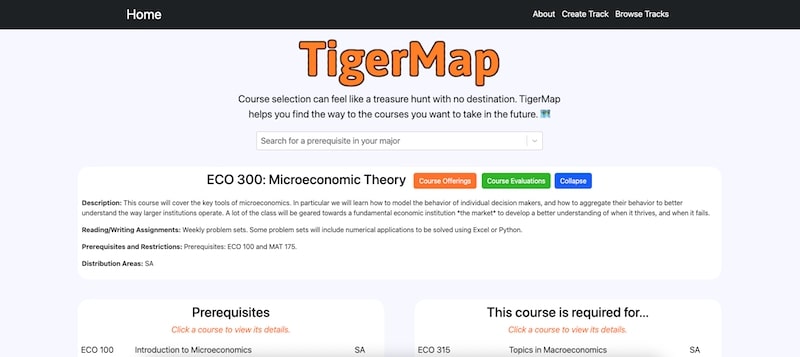 Home About Create Track Browse Tracks
TigerMap
Course selection can feel like a treasure hunt with no destination. TigerMap
helps you find the way to the courses you want to take in the future.
Search for a prerequisite in your major
ECO 300: Microeconomic Theory Course Offerings Course Evaluations Collapse
Description: This course will cover the key tools of microeconomics. In particular we will learn how to model the behavior of individual decision makers, and how to aggregate their behavior to better
understand the way larger institutions operate. A lot of the class will be geared towards a fundamental economic institution *the market* to develop a better understanding of when it thrives, and when it fails.
Reading/Writing Assignments: Weekly problem sets. Some problem sets will include numerical applications to be solved using Excel or Python.
Prerequisites and Restrictions: Prerequisites: ECO 100 and MAT 175.
Distribution Areas: SA
Prerequisites
Click a course to view its details.
ECO 100 Introduction to Microeconomics SA
This course is required for...
Click a course to view its details.
ECO 315 Topics in Macroeconomics SA